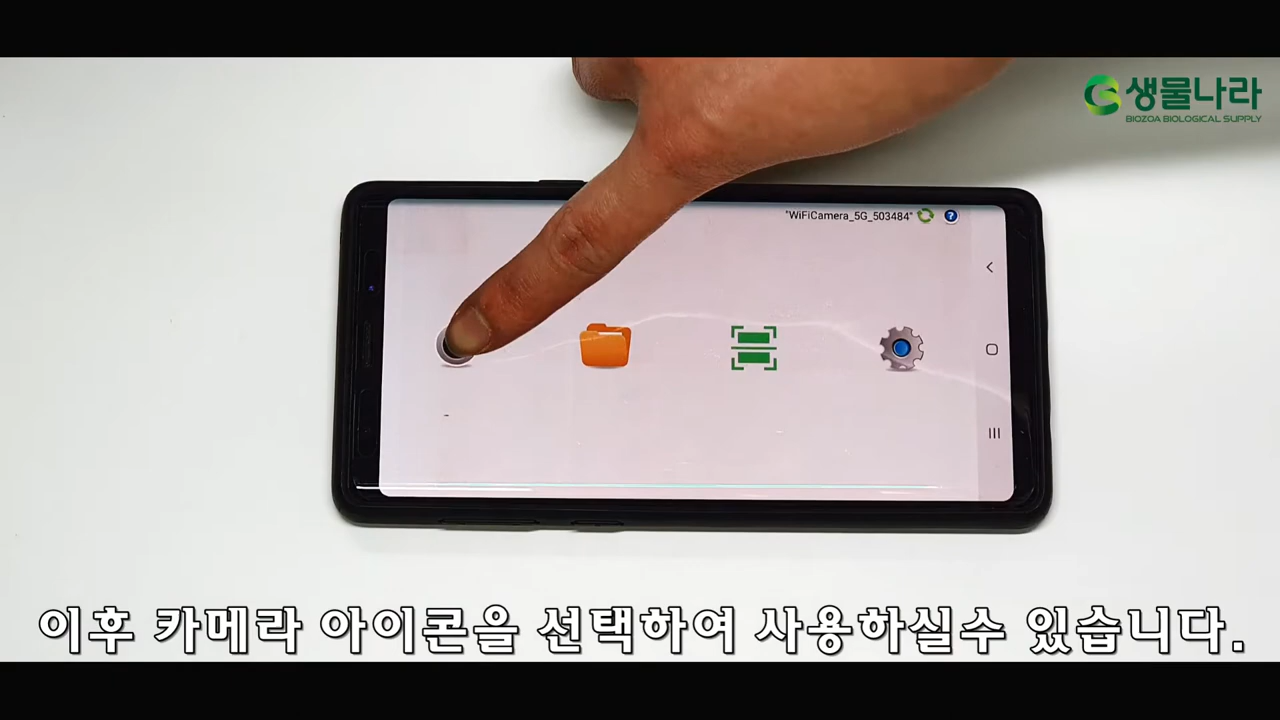 생물나라
BIOZOA BIOLOGICAL SUPPLY
"WiFiCamera_5G_503484"
?
이후 카메라 아이콘을 선택하여 사용하실수 있습니다.